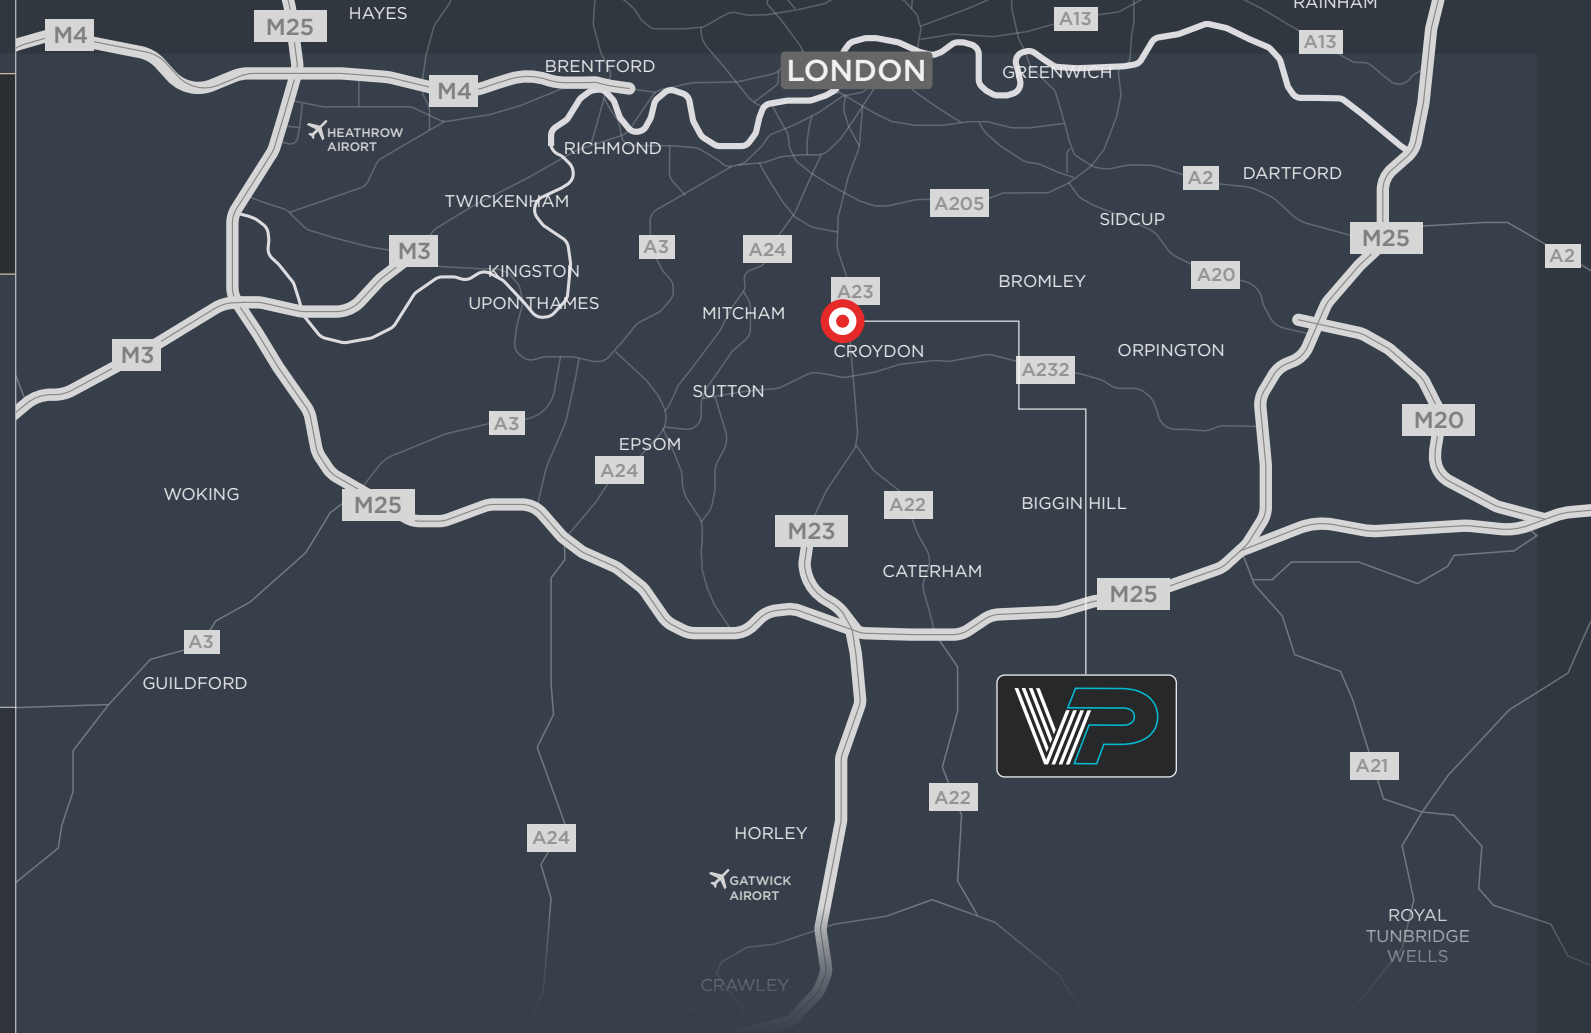 HAYES
RAINHAM
M4
M25
A13
A13
BRENTFORD
LONDON
GREENWICH
M4
HEATHROW
AIRORT
RICHMOND
DARTFORD
A2
TWICKENHAM
A205
SIDCUP
M25
M3
A3
A24
A2
KINGSTON
UPON THAMES
A20
BROMLEY
A23
MITCHAM
CROYDON
ORPINGTON
M3
A232
SUTTON
M20
A3
EPSOM
A24
WOKING
M25
A22
BIGGIN HILL
M23
CATERHAM
M25
A3
GUILDFORD
VP
A21
A22
HORLEY
A24
GATWICK
AIRORT
ROYAL
TUNBRIDGE
WELLS
CRAWLEY